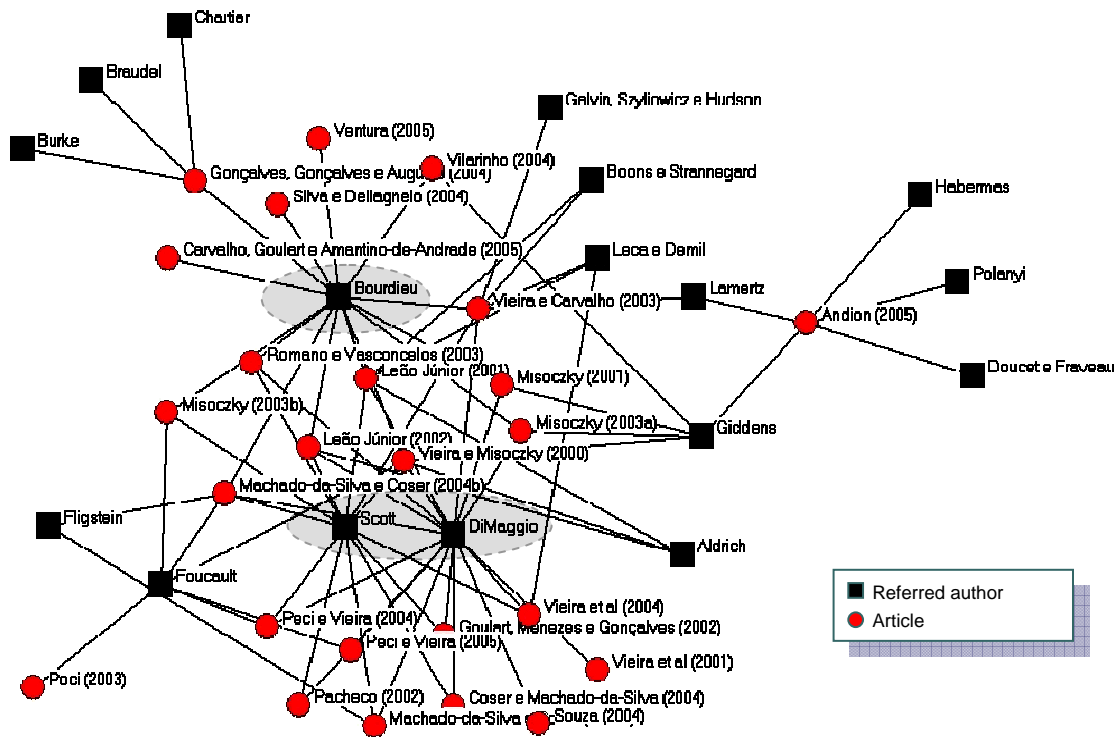 Chartier
Braudel
Burke
Galvin, Szyliowicz e Hudson
Ventura (2005)
Vilarinho (2004)
Gonçalves, Gonçalves e Augusto (2004)
Boons e Strannegard
Habermas
Silva e Dellagnelo (2004)
Carvalho, Goulart e Amantino-de-Andrade (2005)
Leca e Demil
Polanyi
Bourdieu
Lamertz
Vieira e Carvalho (2003)
Andion (2005)
Romano e Vasconcelos (2003)
Leão Júnior (2001)
Misoczky (2001)
Doucet e Fraveau
Misoczky (2003b)
Misoczky (2003a)
Giddens
Leão Júnior (2002)
Vieira e Misoczky (2000)
Machado-da-Silva e Coser (2004b)
Fligstein
Scott
DiMaggio
Aldrich
Foucault
Referred author
Article
Peci e Vieira (2004)
Vieira et al (2004)
Goulart, Menezes e Gonçalves (2002)
Peci e Vieira (2005)
Vieira et al (2001)
(2003)
Pacheco (2002)
Coser e Machado-da-Silva (2004)
Machado-da-Silva e
Souza (2004)